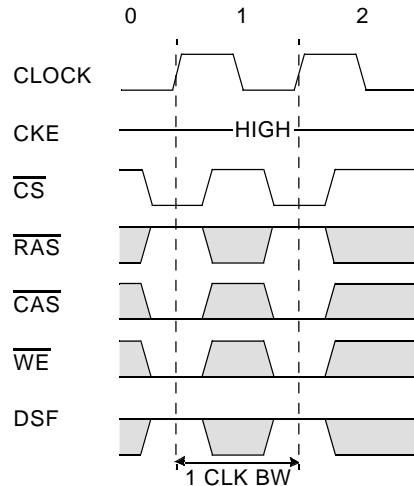 0 1 2
CLOCK
CKE HIGH
CS
RAS
CAS
WE
DSF
1 CLK BW